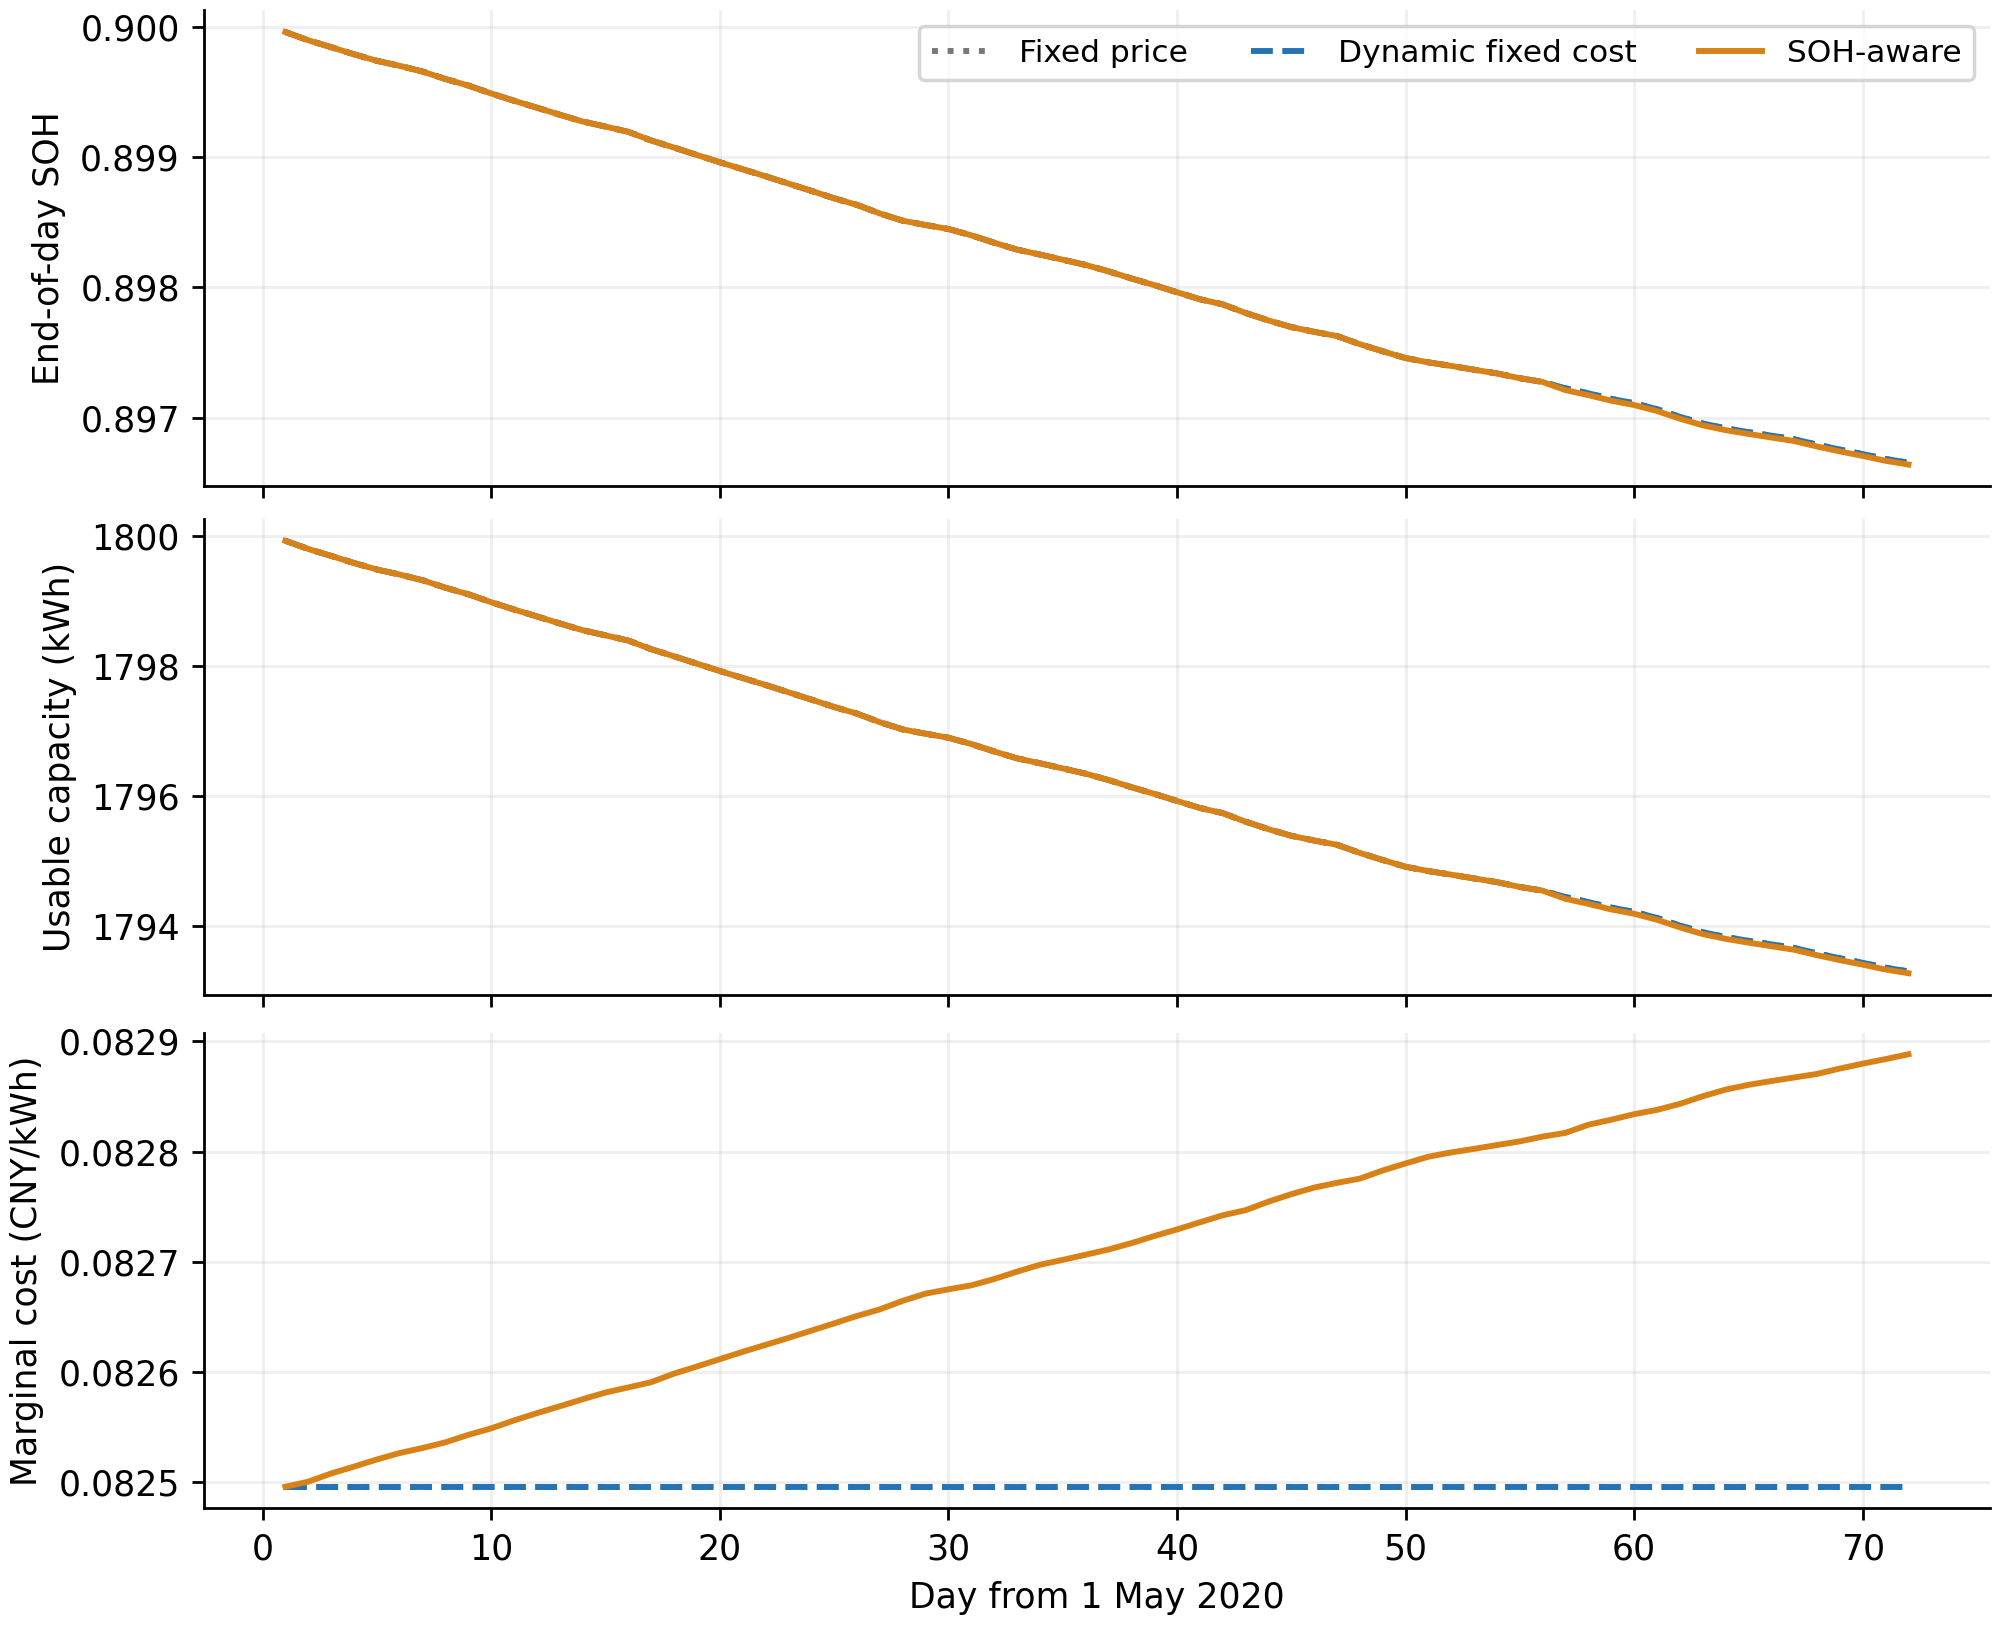 0.900
0.899
0.898
0.897
End-of-day SOH
Fixed price
Dynamic fixed cost
SOH-aware
1800
1798
1796
1794
Usable capacity (kWh)
0.0829
0.0828
0.0827
0.0826
0.0825
Marginal cost (CNY/kWh)
0 10 20 30 40 50 60 70
Day from 1 May 2020